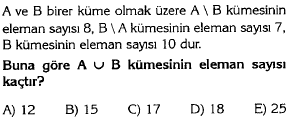 A ve B birer küme olmak üzere A \ B kümesinin
eleman sayısı 8, B \ A kümesinin eleman sayısı 7,
B kümesinin eleman sayısı 10 dur.
Buna göre A ∪ B kümesinin eleman sayısı
kaçtır?
A) 12 B) 15 C) 17 D) 18 E) 25